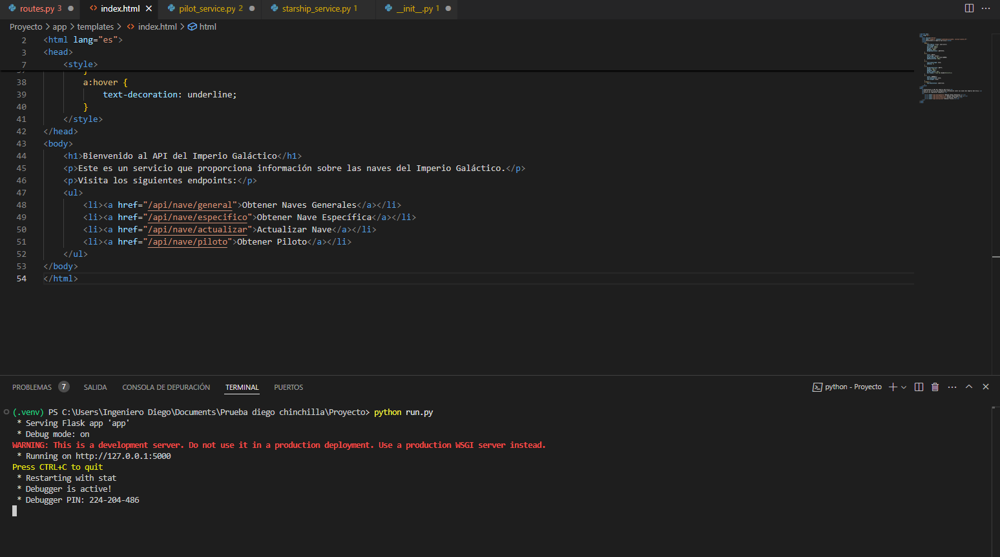 routes.py 3 index.html pilot_service.py 2 starship_service.py 1 __init__.py 1
Proyecto > app > templates > index.html > html
2 <html lang="es">
3 <head>
7 <style>
38 a:hover {
39 text-decoration: underline;
40 }
41 </style>
42 </head>
43 <body>
44 <h1>Bienvenido al API del Imperio Galáctico</h1>
45 <p>Este es un servicio que proporciona información sobre las naves del Imperio Galáctico.</p>
46 <p>Visita los siguientes endpoints:</p>
47 <ul>
48 <li><a href="/api/nave/general">Obtener Naves Generales</a></li>
49 <li><a href="/api/nave/especifico">Obtener Nave Específica</a></li>
50 <li><a href="/api/nave/actualizar">Actualizar Nave</a></li>
51 <li><a href="/api/nave/piloto">Obtener Piloto</a></li>
52 </ul>
53 </body>
54 </html>
PROBLEMAS 7 SALIDA CONSOLA DE DEPURACIÓN TERMINAL PUERTOS python - Proyecto
(.venv) PS C:\Users\Ingeniero Diego\Documents\Prueba diego chinchilla\Proyecto> python run.py
* Serving Flask app 'app'
* Debug mode: on
WARNING: This is a development server. Do not use it in a production deployment. Use a production WSGI server instead.
* Running on http://127.0.0.1:5000
Press CTRL+C to quit
* Restarting with stat
* Debugger is active!
* Debugger PIN: 224-204-486